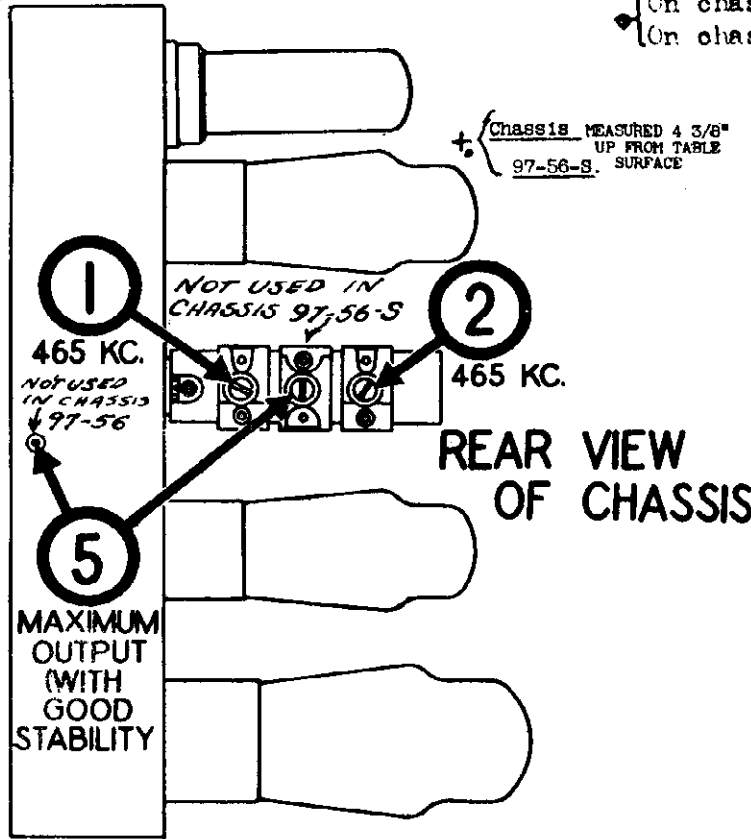 On chas
On chas
+. Chassis MEASURED 4 3/8"
UP FROM TABLE
97-56-S. SURFACE
1
NOT USED IN
CHASSIS 97-56-S
2
465 KC.
465 KC.
NOT USED
IN CHASSIS
97-56
REAR VIEW
OF CHASSIS
5
MAXIMUM
OUTPUT
(WITH
GOOD
STABILITY